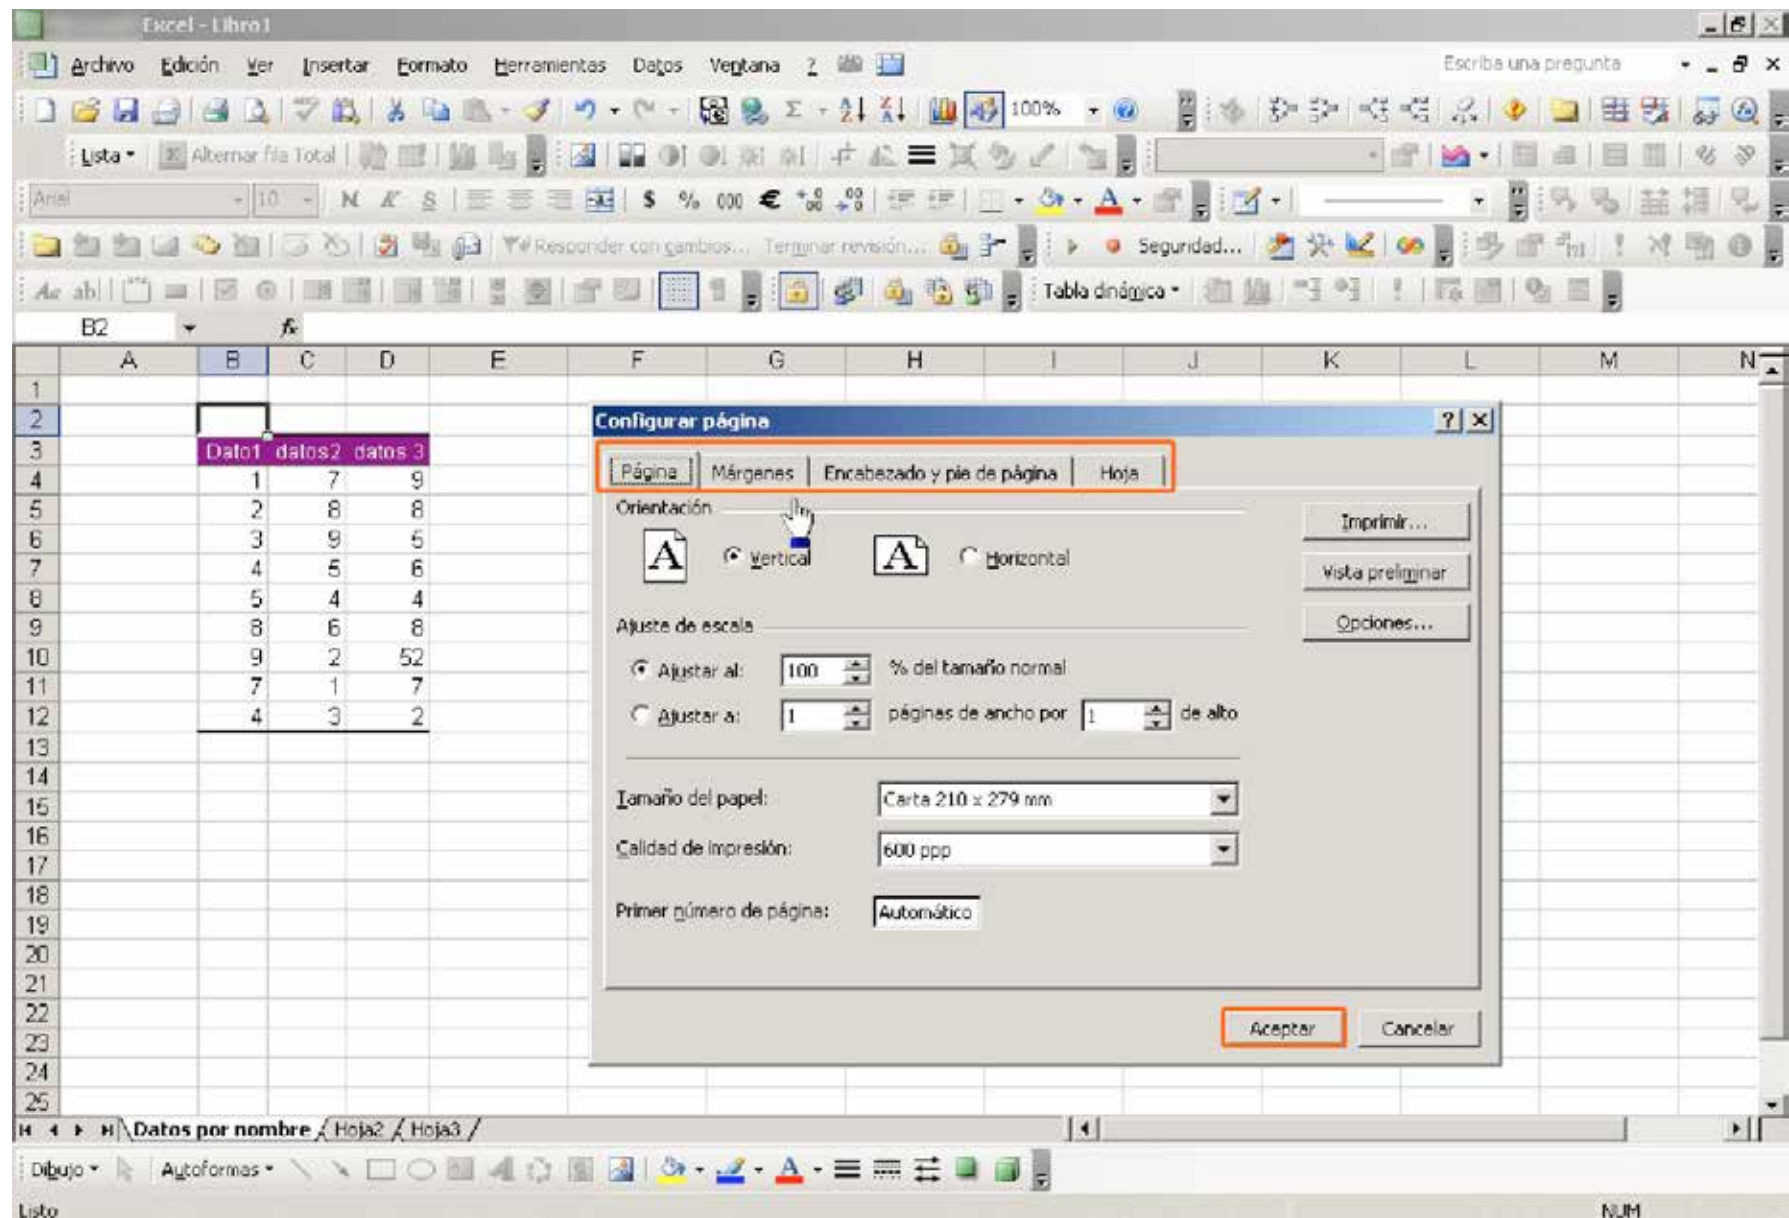 Excel - Libro1
Archivo Edición Ver Insertar Formato Herramientas Datos Ventana ? Escriba una pregunta
Σ 100%
Lista Alternar fila Total
Arial 10 N K S $ % 000 €
Responder con cambios... Terminar revisión... Seguridad...
Aa ab| Tabla dinámica
B2 fx
A B C D E F G H I J K L M N
1
2
3 Dato1 datos2 datos 3
4 1 7 9
5 2 8 8
6 3 9 5
7 4 5 6
8 5 4 4
9 8 6 8
10 9 2 52
11 7 1 7
12 4 3 2
13
14
15
16
17
18
19
20
21
22
23
24
25
Configurar página
Página Márgenes Encabezado y pie de página Hoja
Orientación
A Vertical A Horizontal
Imprimir...
Vista preliminar
Opciones...
Ajuste de escala
Ajustar al: 100 % del tamaño normal
Ajustar a: 1 páginas de ancho por 1 de alto
Tamaño del papel: Carta 210 x 279 mm
Calidad de impresión: 600 ppp
Primer número de página: Automático
Aceptar Cancelar
Datos por nombre Hoja2 Hoja3
Dibujo Autoformas
Listo NUM